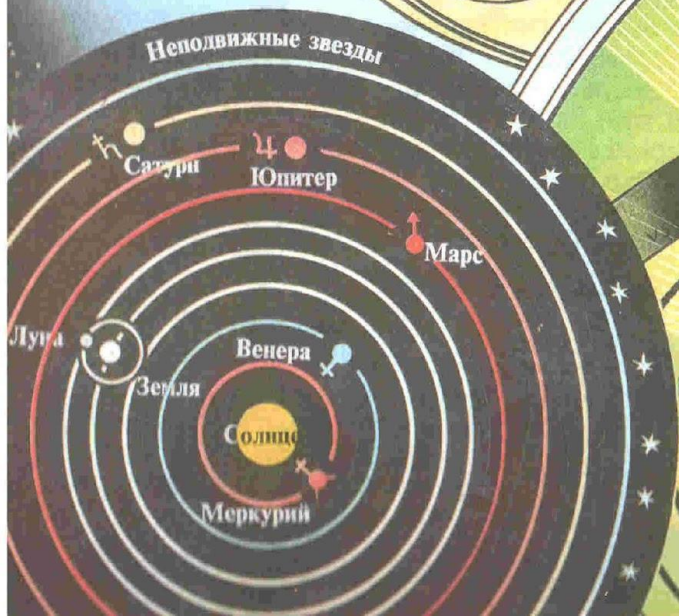 Неподвижные звезды
Сатурн
Юпитер
Марс
Луна
Земля
Венера
Солнце
Меркурий